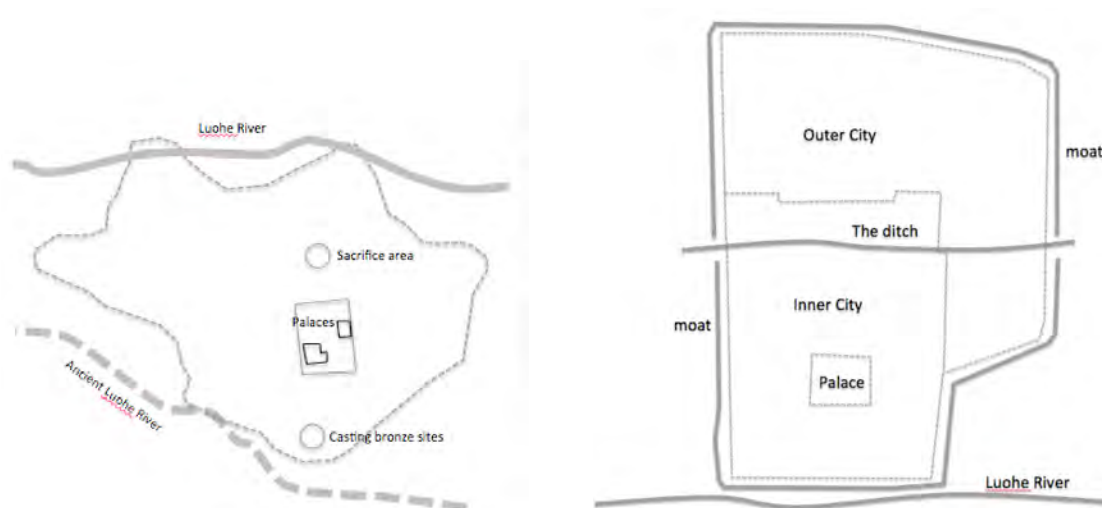 Luohe River
Sacrifice area
Palaces
Ancient Luohe River
Casting bronze sites
Outer City
moat
The ditch
Inner City
moat
Palace
Luohe River